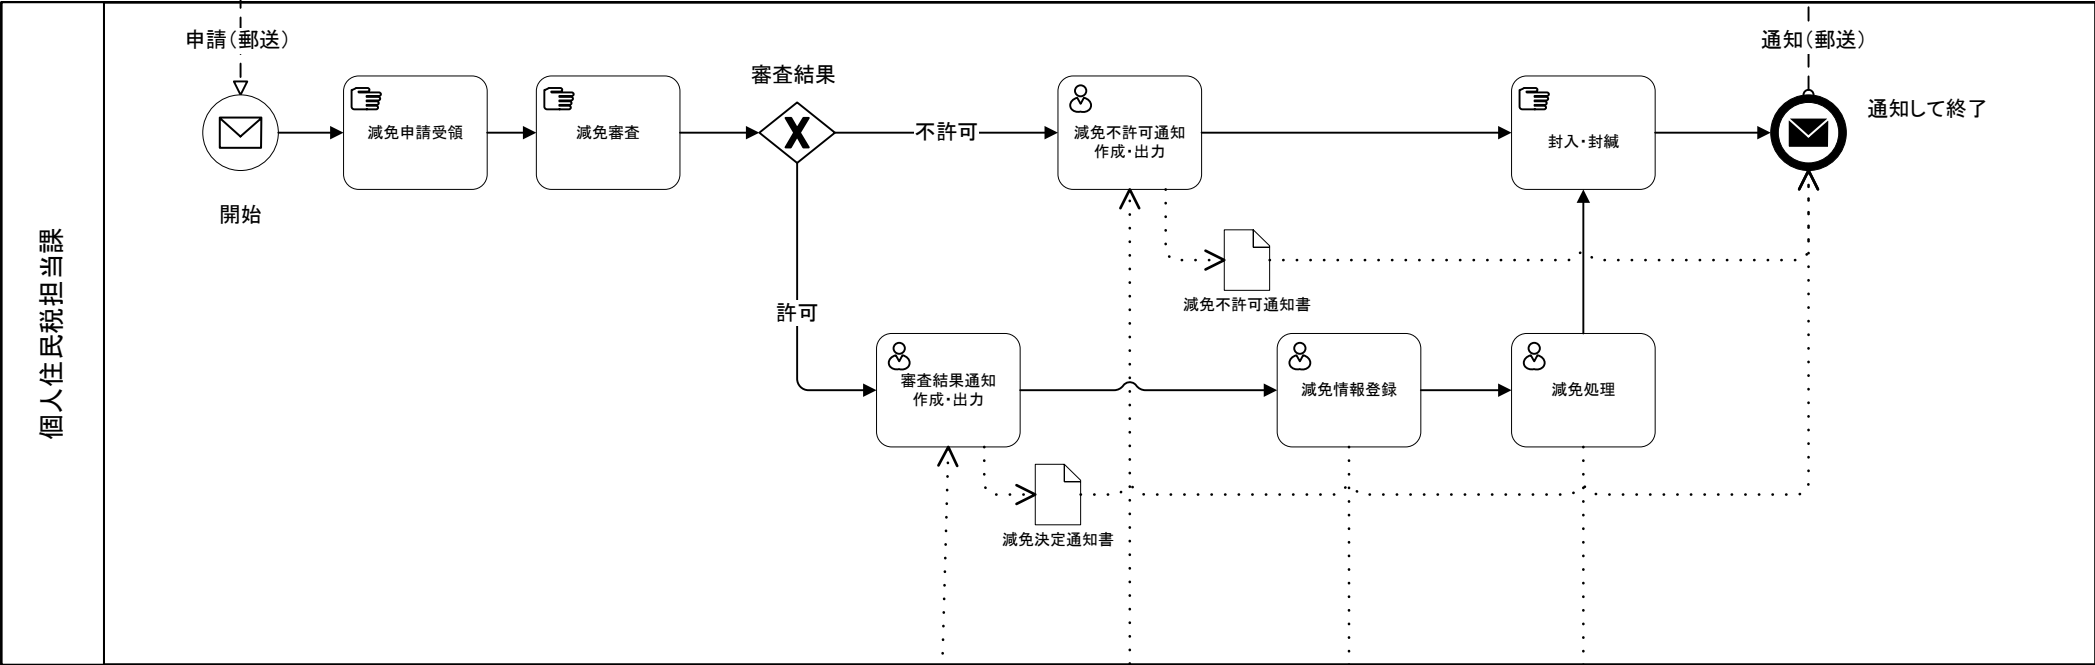 個人住民税担当課
申請(郵送)
開始
減免申請受領
減免審査
審査結果
不許可
許可
減免不許可通知
作成・出力
減免不許可通知書
審査結果通知
作成・出力
減免決定通知書
減免情報登録
減免処理
封入・封緘
通知(郵送)
通知して終了